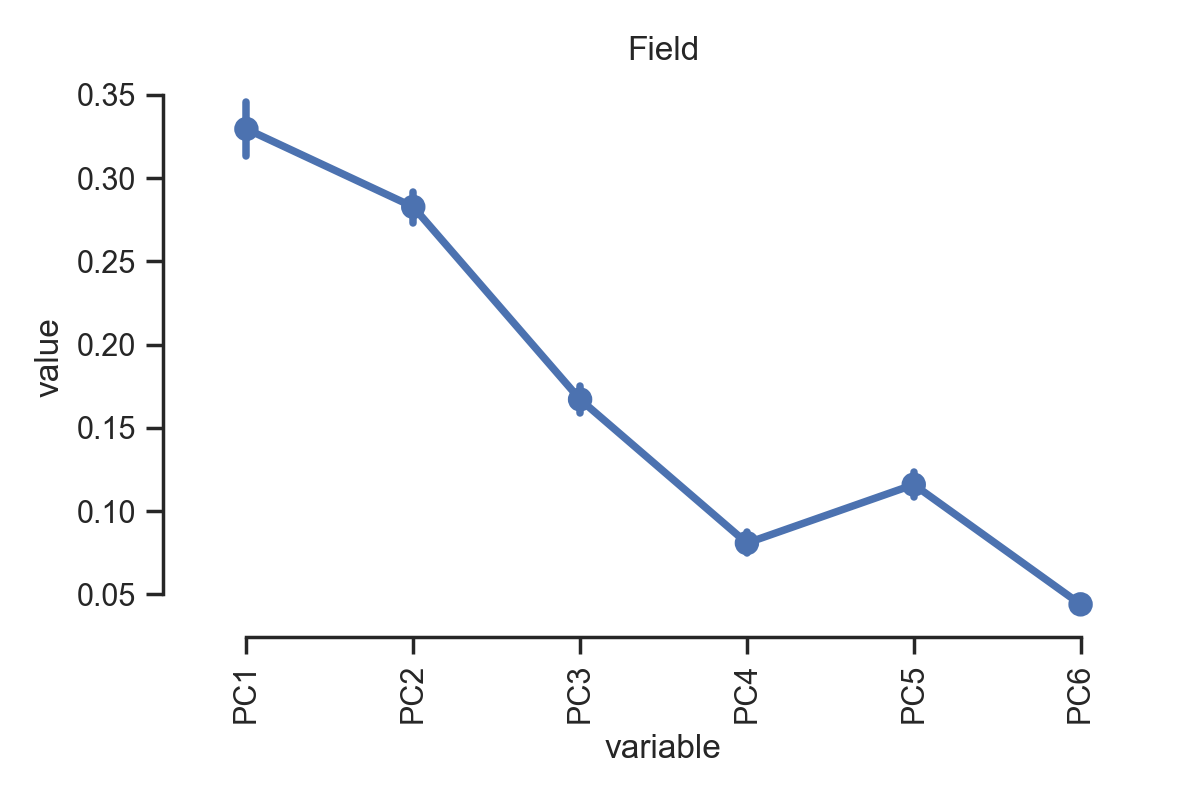 Field
0.35
0.30
0.25
0.20
0.15
0.10
0.05
value
PC1
PC2
PC3
PC4
PC5
PC6
variable